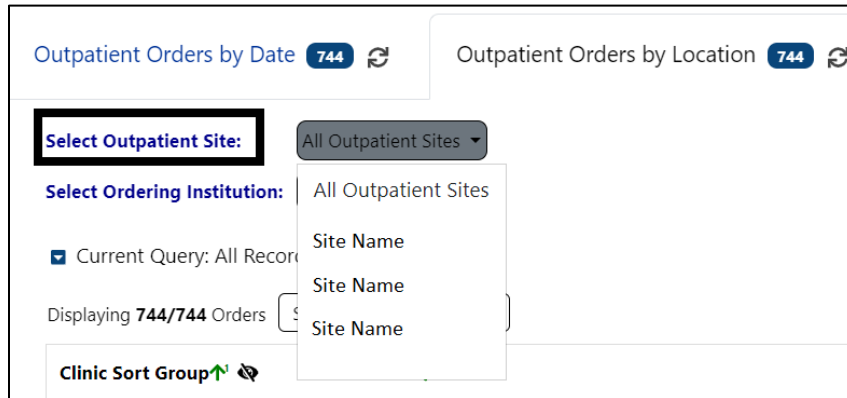 Outpatient Orders by Date 744
Outpatient Orders by Location 744
Select Outpatient Site: All Outpatient Sites
Select Ordering Institution:
All Outpatient Sites
Site Name
Site Name
Site Name
Current Query: All Recor
Displaying 744/744 Orders S
Clinic Sort Group 1